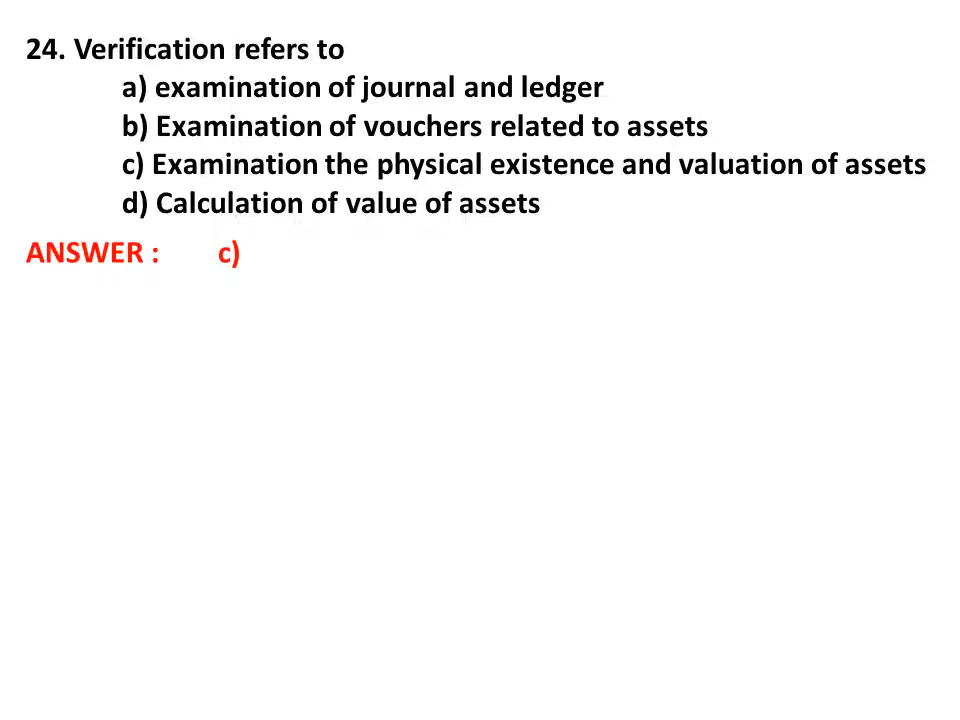 24. Verification refers to
a) examination of journal and ledger
b) Examination of vouchers related to assets
c) Examination the physical existence and valuation of assets
d) Calculation of value of assets
ANSWER : c)